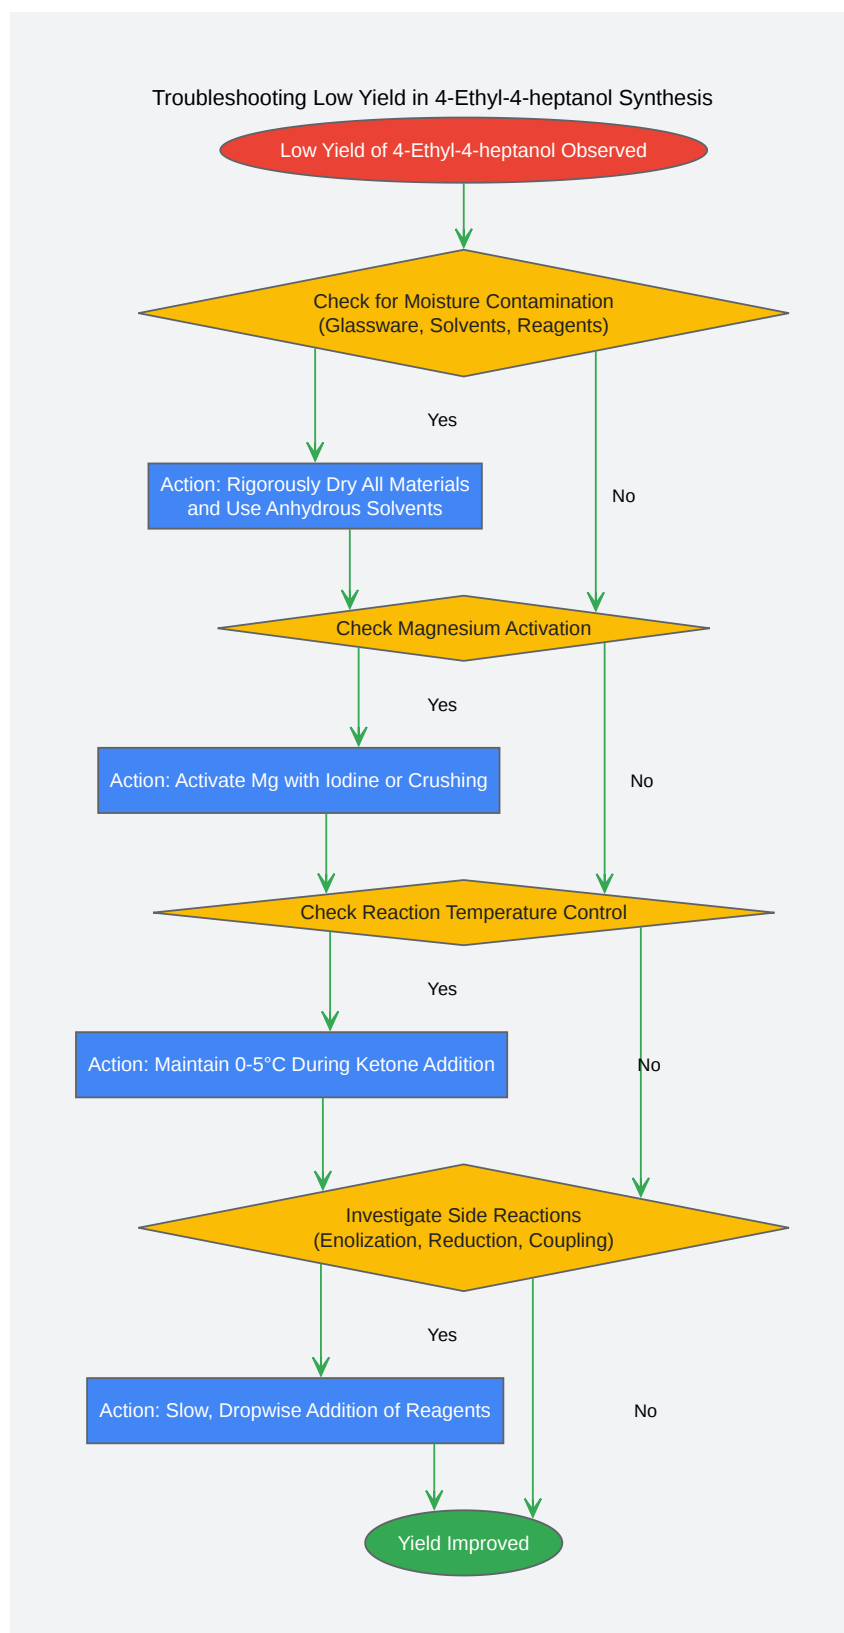 Troubleshooting Low Yield in 4-Ethyl-4-heptanol Synthesis
Low Yield of 4-Ethyl-4-heptanol Observed
Check for Moisture Contamination
(Glassware, Solvents, Reagents)
Yes
Action: Rigorously Dry All Materials
and Use Anhydrous Solvents
No
Check Magnesium Activation
Yes
Action: Activate Mg with Iodine or Crushing
No
Check Reaction Temperature Control
Yes
Action: Maintain 0-5°C During Ketone Addition
No
Investigate Side Reactions
(Enolization, Reduction, Coupling)
Yes
Action: Slow, Dropwise Addition of Reagents
No
Yield Improved